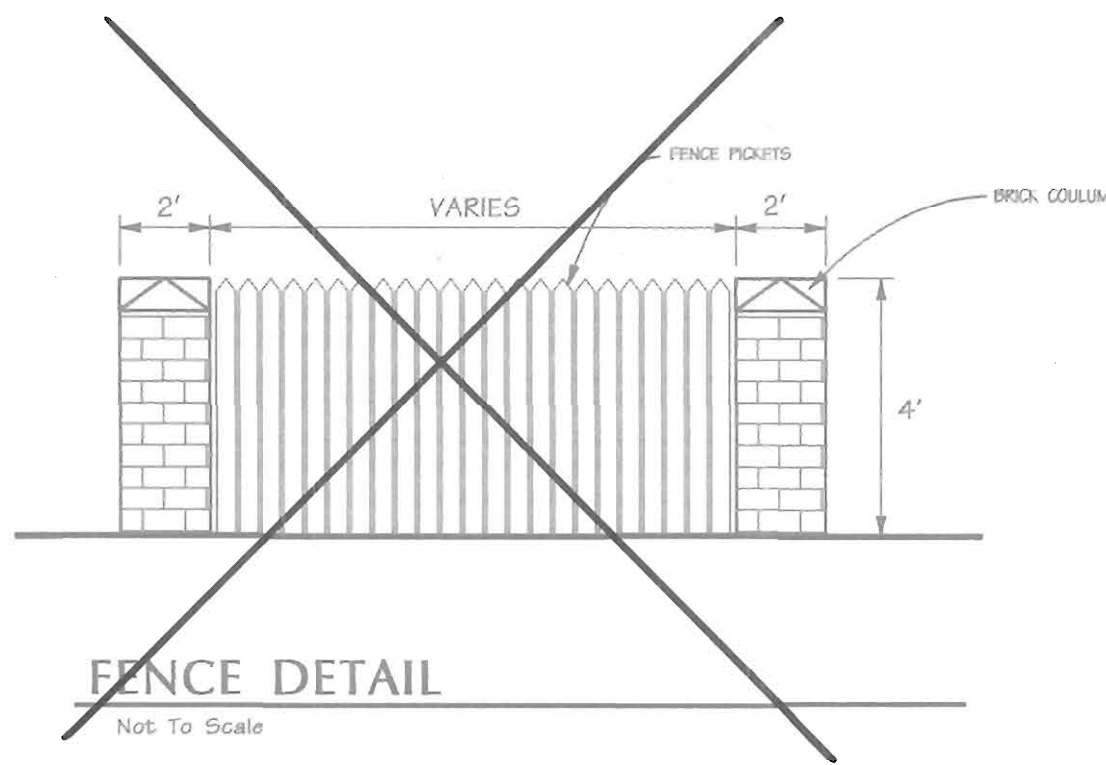 FENCE PICKETS
BRICK COULUM
2'
VARIES
2'
4'
FENCE DETAIL
Not To Scale